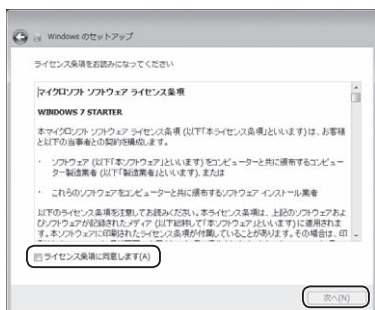 Windows のセットアップ
ライセンス条項をお読みになってください
マイクロソフト ソフトウェア ライセンス条項
WINDOWS 7 STARTER
本マイクロソフト ソフトウェア ライセンス条項 (以下「本ライセンス条項」といいます) は、お客様
と以下の当事者との契約を構成します。
・ ソフトウェア (以下「本ソフトウェア」といいます) をコンピューターと共に頒布するコンピュー
ター製造業者 (以下「製造業者」といいます)、または
・ これらのソフトウェアをコンピューターと共に頒布するソフトウェア インストール業者
以下のライセンス条項を注意してお読みください。本ライセンス条項は、上記のソフトウェアおよ
びソフトウェアが記録されたメディア (以下総称して「本ソフトウェア」といいます) に適用されま
す。本ソフトウェアに印刷されたライセンス条項が付属していることがあります。その場合は、印
ライセンス条項に同意します(A)
次へ(N)